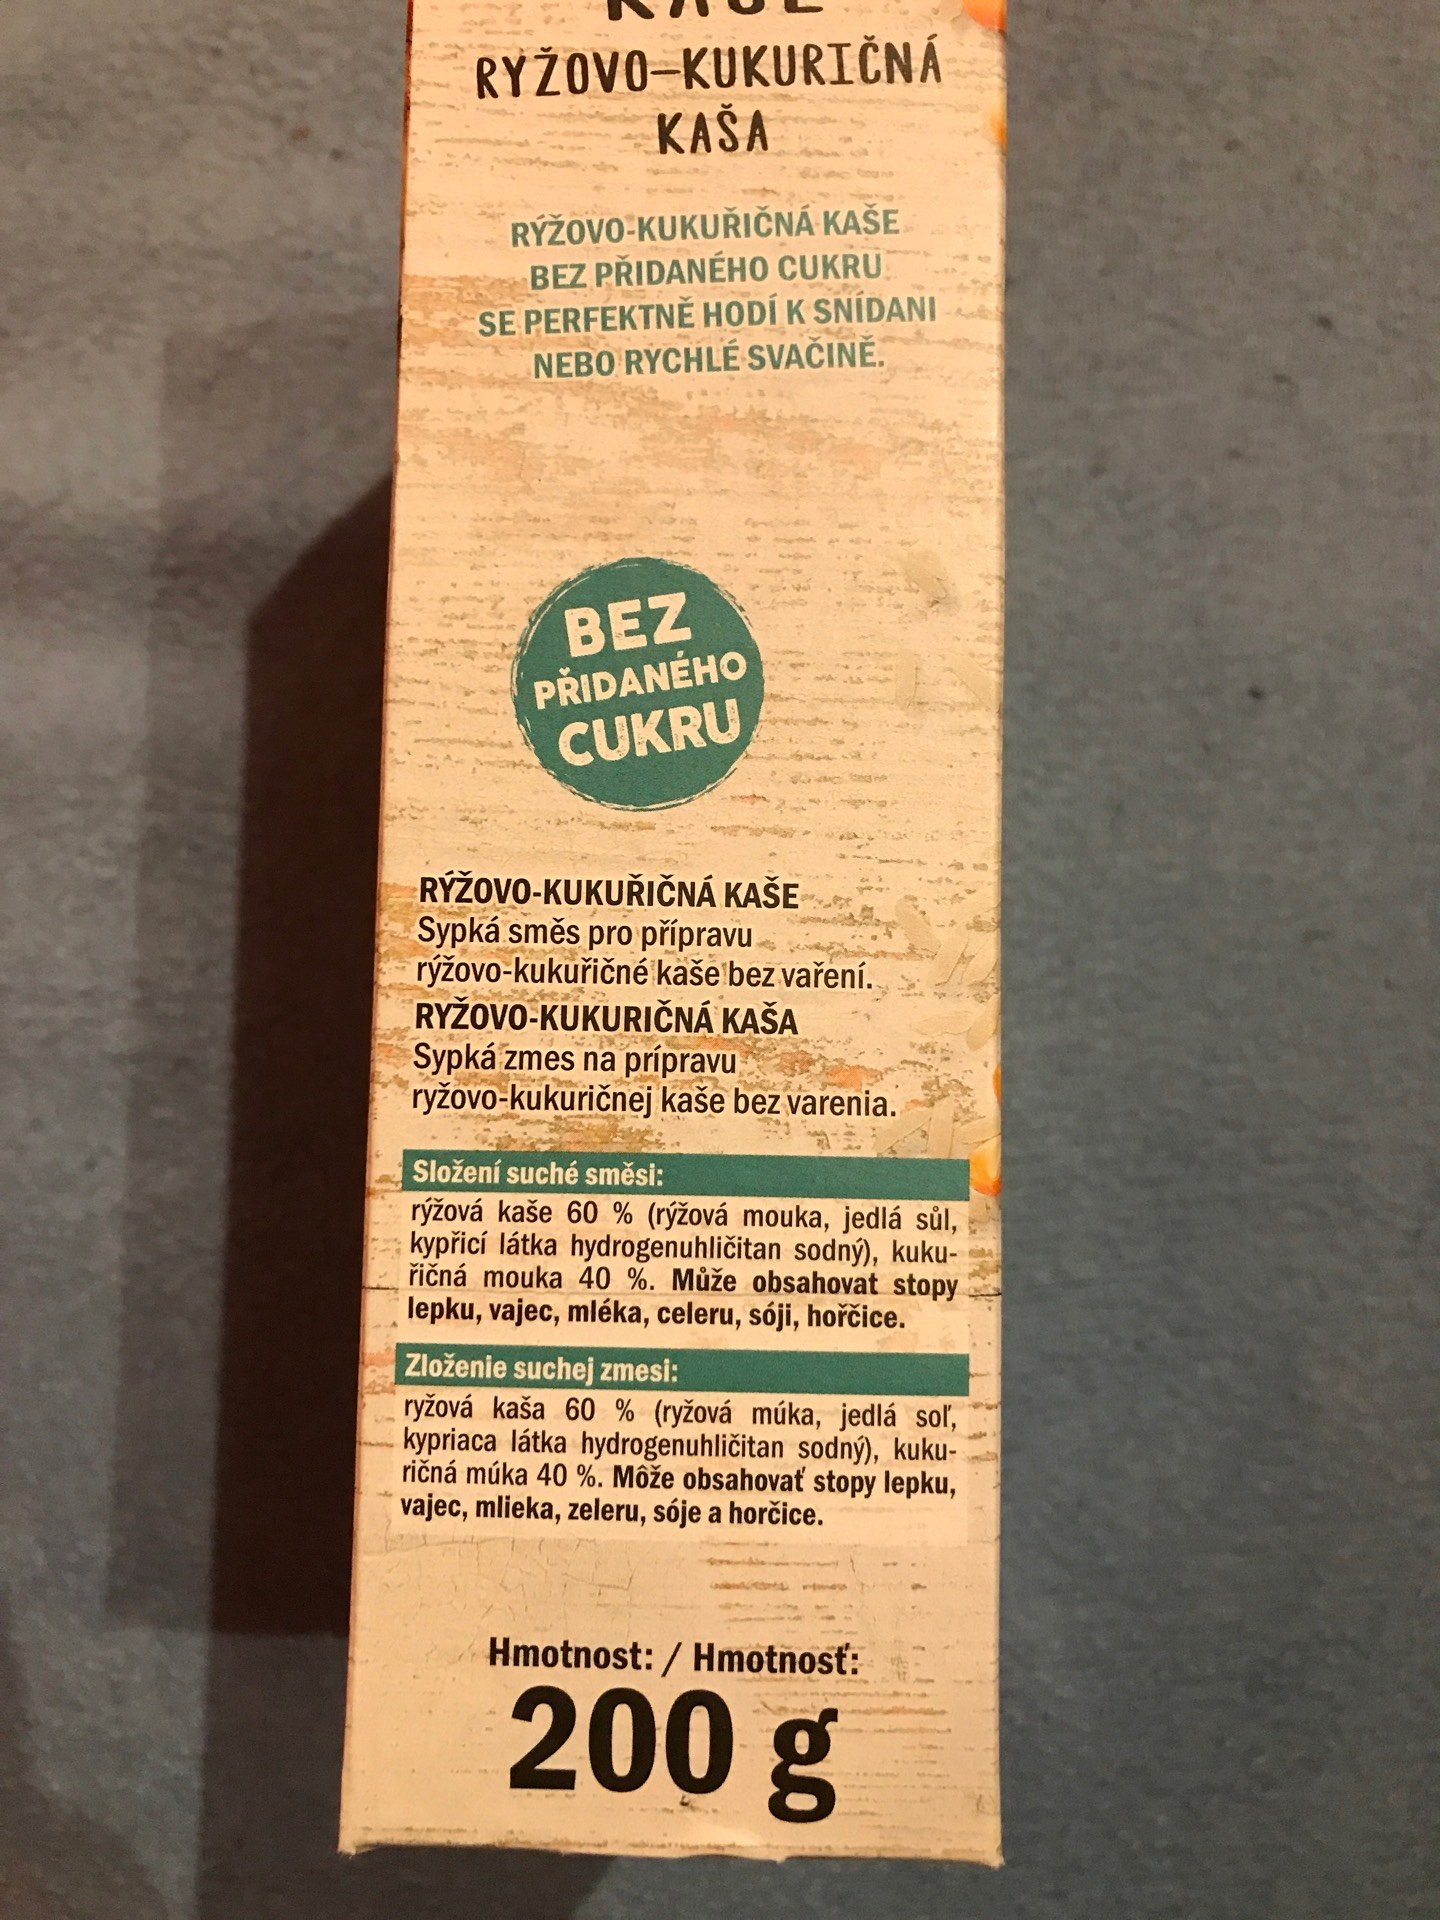 KAŠE
RYŽOVO–KUKURIČNÁ
KAŠA
RÝŽOVO-KUKUŘIČNÁ KAŠE
BEZ PŘIDANÉHO CUKRU
SE PERFEKTNĚ HODÍ K SNÍDANI
NEBO RYCHLÉ SVAČINĚ.
BEZ
PŘIDANÉHO
CUKRU
RÝŽOVO-KUKUŘIČNÁ KAŠE
Sypká směs pro přípravu
rýžovo-kukuřičné kaše bez vaření.
RYŽOVO-KUKURIČNÁ KAŠA
Sypká zmes na prípravu
ryžovo-kukuričnej kaše bez varenia.
Složení suché směsi:
rýžová kaše 60 % (rýžová mouka, jedlá sůl,
kypřicí látka hydrogenuhličitan sodný), kuku-
řičná mouka 40 %. Může obsahovat stopy
lepku, vajec, mléka, celeru, sóji, hořčice.
Zloženie suchej zmesi:
ryžová kaša 60 % (ryžová múka, jedlá soľ,
kypriaca látka hydrogenuhličitan sodný), kuku-
ričná múka 40 %. Môže obsahovať stopy lepku,
vajec, mlieka, zeleru, sóje a horčice.
Hmotnost: / Hmotnosť:
200 g